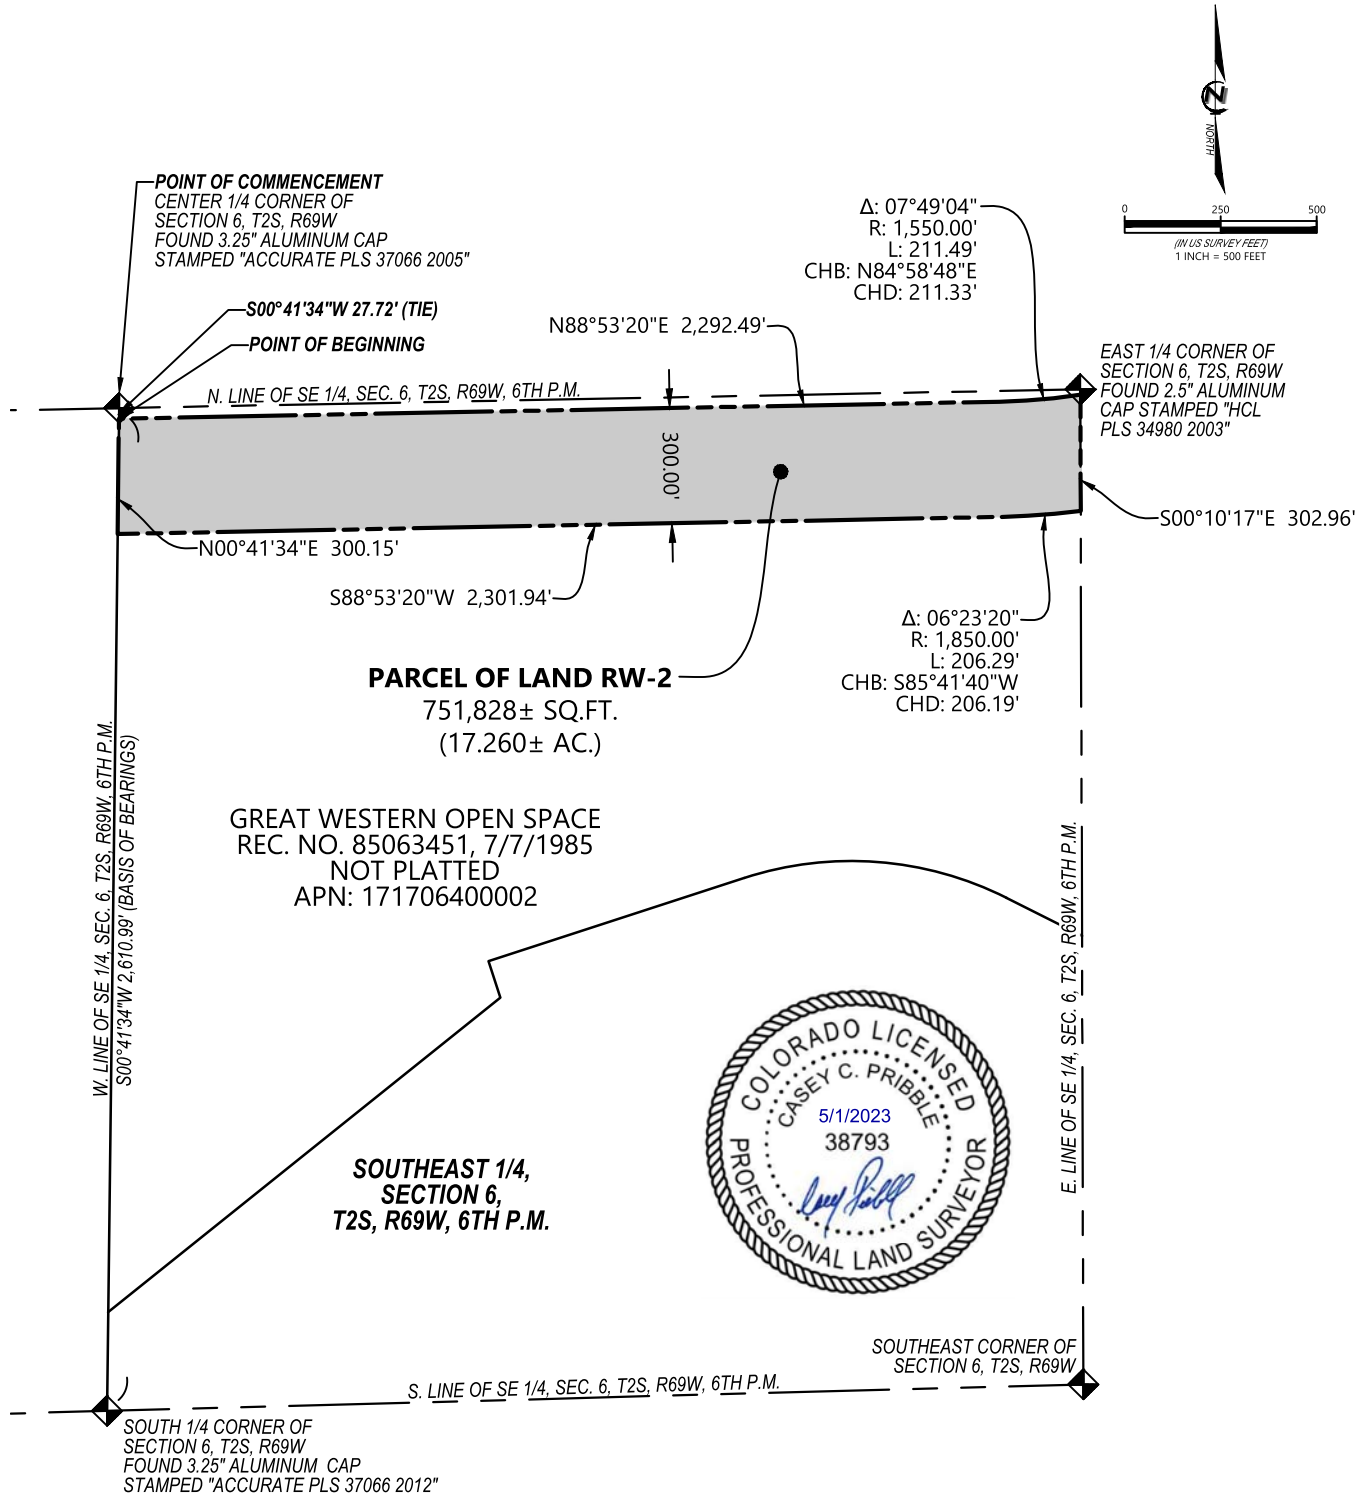 Z
NORTH
0 250 500
(IN US SURVEY FEET)
1 INCH = 500 FEET
POINT OF COMMENCEMENT
CENTER 1/4 CORNER OF
SECTION 6, T2S, R69W
FOUND 3.25" ALUMINUM CAP
STAMPED "ACCURATE PLS 37066 2005"
Δ: 07°49'04"
R: 1,550.00'
L: 211.49'
CHB: N84°58'48"E
CHD: 211.33'
S00°41'34"W 27.72' (TIE)
POINT OF BEGINNING
N88°53'20"E 2,292.49'
EAST 1/4 CORNER OF
SECTION 6, T2S, R69W
FOUND 2.5" ALUMINUM
CAP STAMPED "HCL
PLS 34980 2003"
N. LINE OF SE 1/4, SEC. 6, T2S, R69W, 6TH P.M.
300.00'
S00°10'17"E 302.96'
N00°41'34"E 300.15'
S88°53'20"W 2,301.94'
Δ: 06°23'20"
R: 1,850.00'
L: 206.29'
CHB: S85°41'40"W
CHD: 206.19'
PARCEL OF LAND RW-2
751,828± SQ.FT.
(17.260± AC.)
W. LINE OF SE 1/4, SEC. 6, T2S, R69W, 6TH P.M.
S00°41'34"W 2,610.99' (BASIS OF BEARINGS)
GREAT WESTERN OPEN SPACE
REC. NO. 85063451, 7/7/1985
NOT PLATTED
APN: 171706400002
E. LINE OF SE 1/4, SEC. 6, T2S, R69W, 6TH P.M.
COLORADO LICENSED
CASEY C. PRIBBLE
5/1/2023
38793
PROFESSIONAL LAND SURVEYOR
SOUTHEAST 1/4,
SECTION 6,
T2S, R69W, 6TH P.M.
SOUTHEAST CORNER OF
SECTION 6, T2S, R69W
S. LINE OF SE 1/4, SEC. 6, T2S, R69W, 6TH P.M.
SOUTH 1/4 CORNER OF
SECTION 6, T2S, R69W
FOUND 3.25" ALUMINUM CAP
STAMPED "ACCURATE PLS 37066 2012"